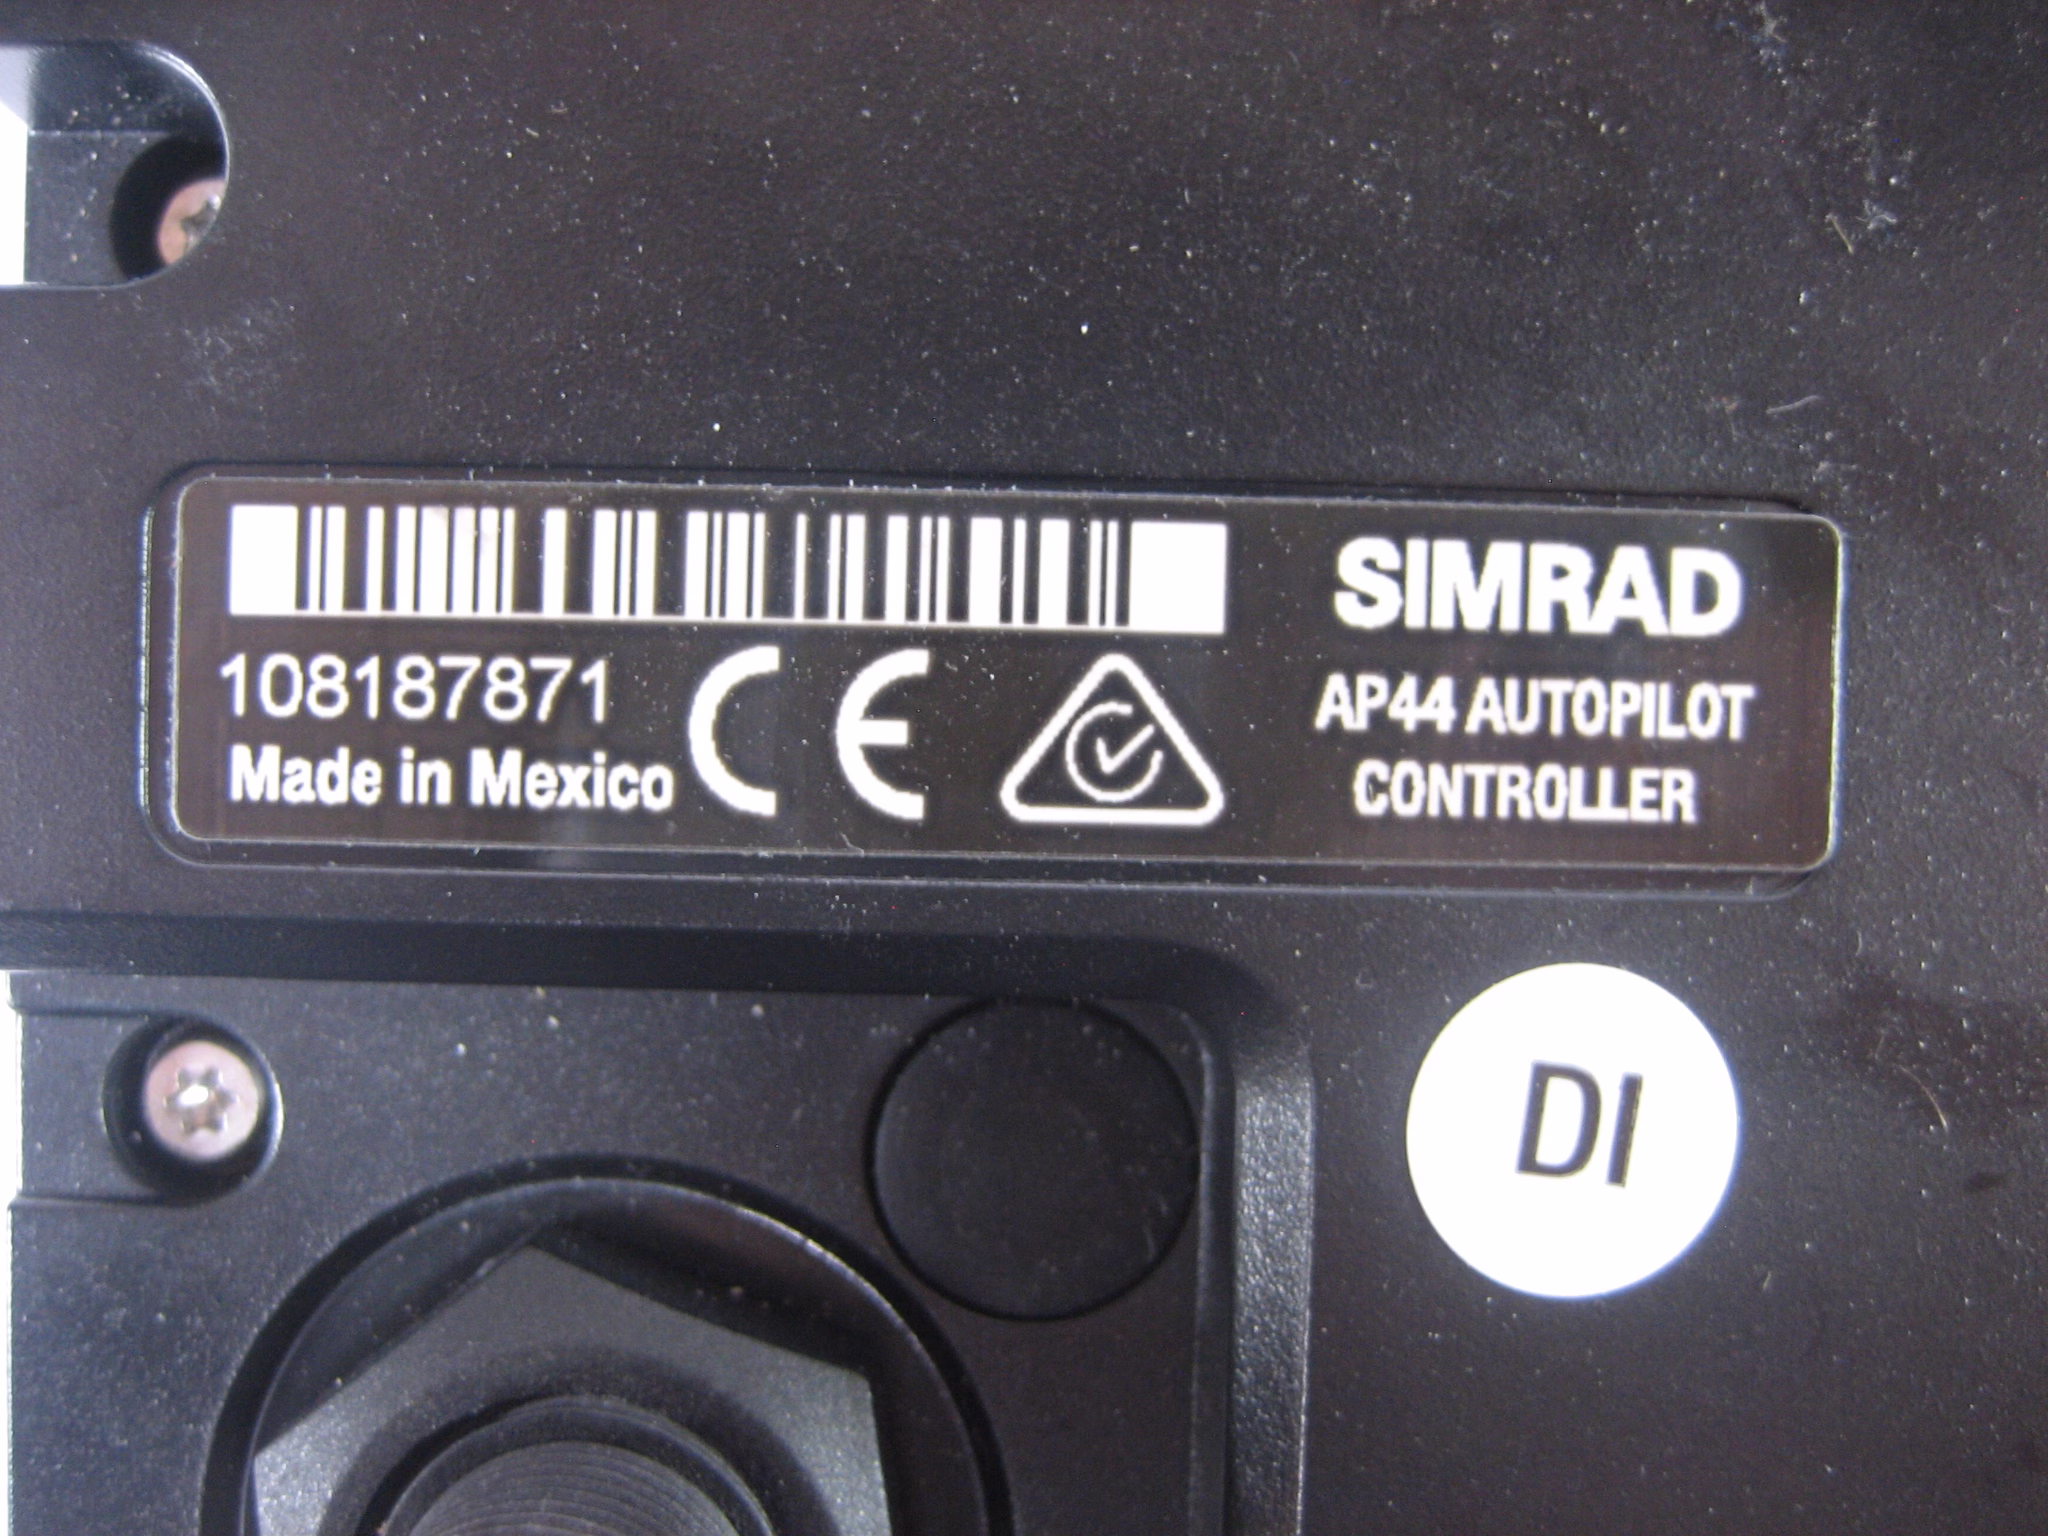 108187871
Made in Mexico
CE
SIMRAD
AP44 AUTOPILOT
CONTROLLER
DI